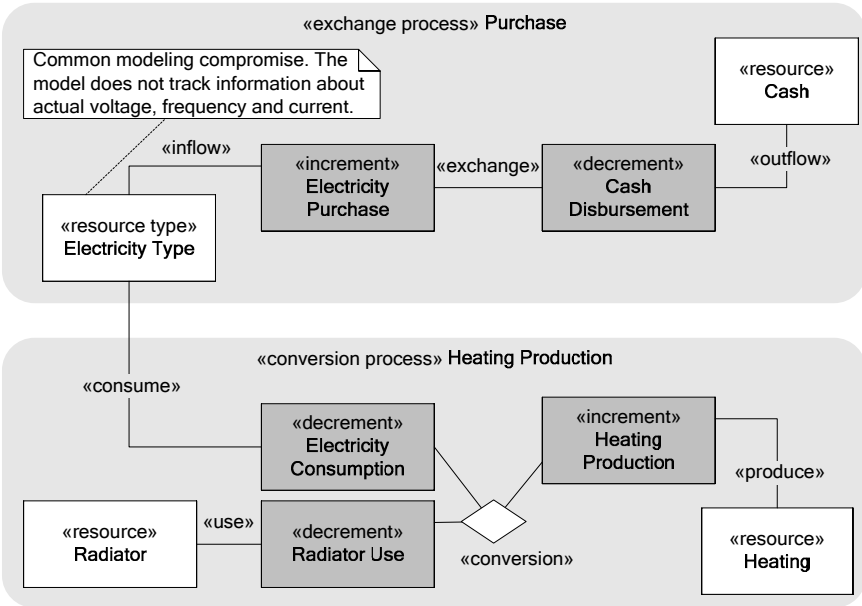 «exchange process» Purchase
Common modeling compromise. The
model does not track information about
actual voltage, frequency and current.
«resource»
Cash
«inflow»
«increment»
Electricity
Purchase
«exchange»
«decrement»
Cash
Disbursement
«outflow»
«resource type»
Electricity Type
«conversion process» Heating Production
«consume»
«decrement»
Electricity
Consumption
«increment»
Heating
Production
«produce»
«resource»
Radiator
«use»
«decrement»
Radiator Use
«conversion»
«resource»
Heating